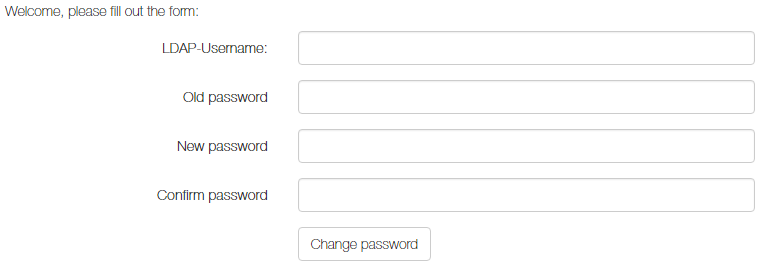 Welcome, please fill out the form:
LDAP-Username:
Old password
New password
Confirm password
Change password